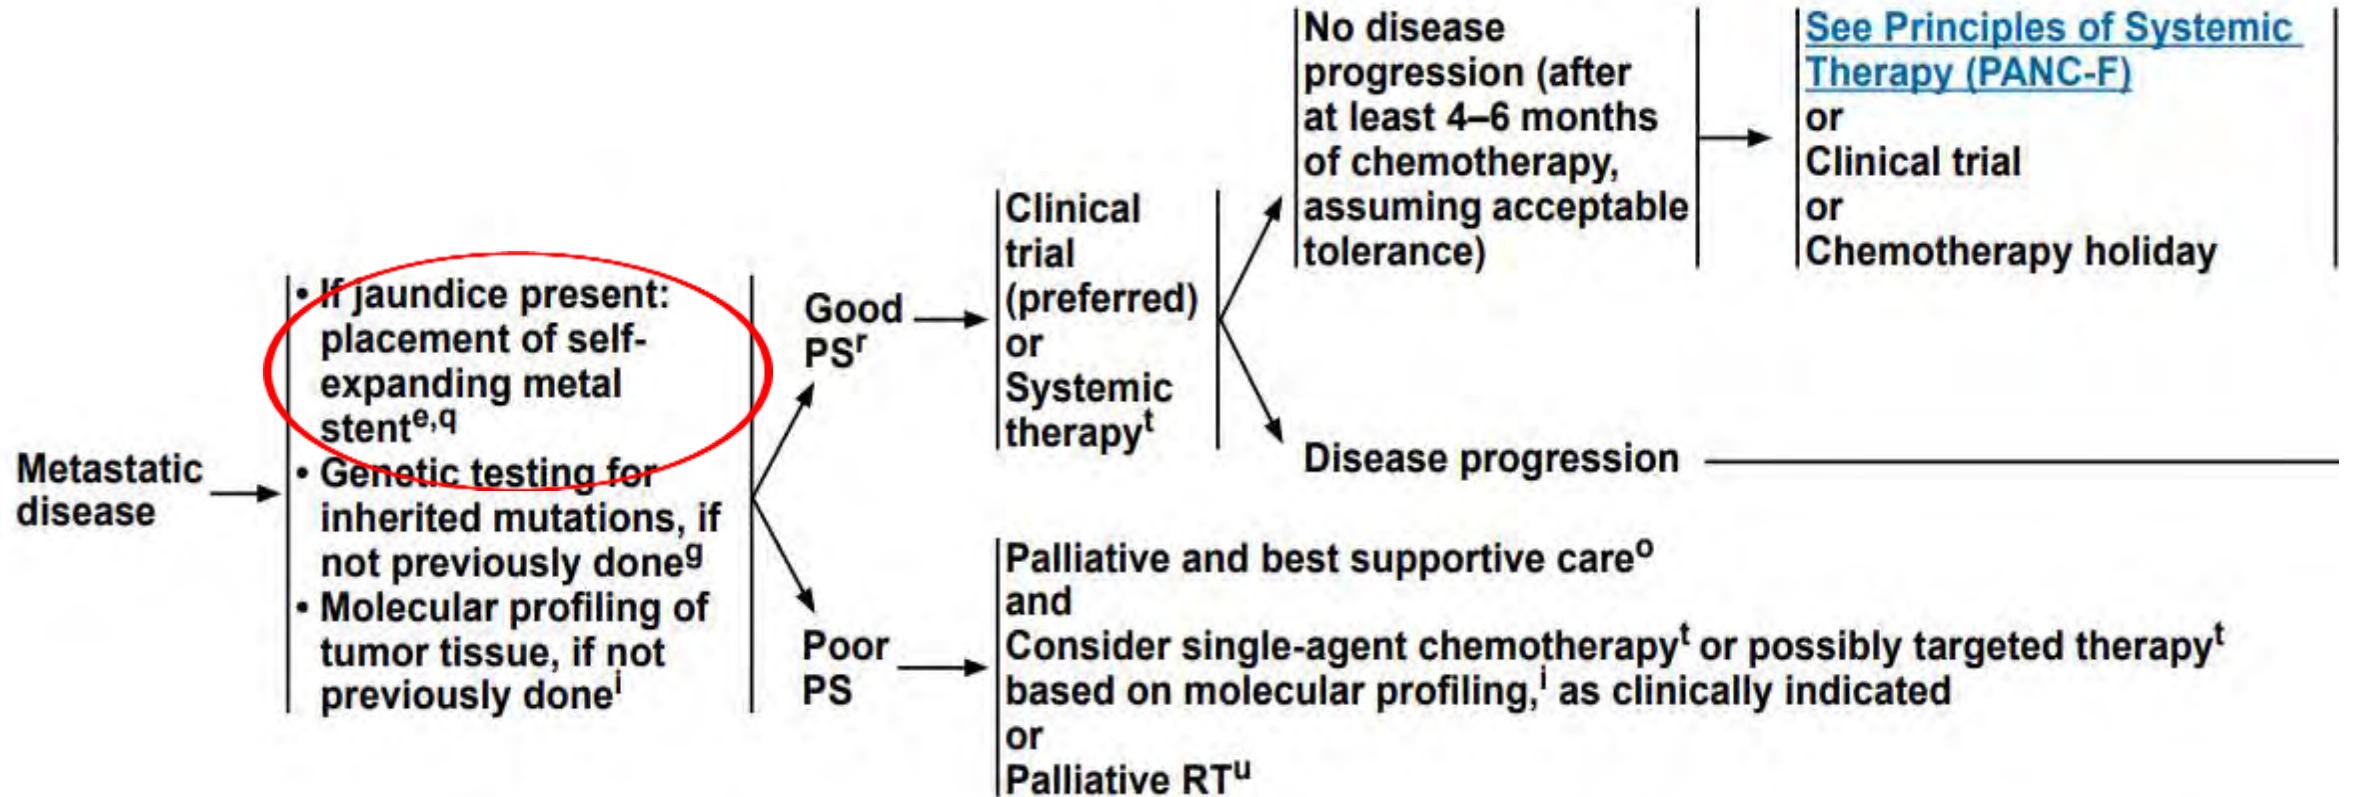 Metastatic
disease
• If jaundice present:
placement of self-
expanding metal
stente,q
• Genetic testing for
inherited mutations, if
not previously doneg
• Molecular profiling of
tumor tissue, if not
previously donei
Good
PSr
Clinical
trial
(preferred)
or
Systemic
therapyt
No disease
progression (after
at least 4–6 months
of chemotherapy,
assuming acceptable
tolerance)
See Principles of Systemic
Therapy (PANC-F)
or
Clinical trial
or
Chemotherapy holiday
Disease progression
Poor
PS
Palliative and best supportive careo
and
Consider single-agent chemotherapyt or possibly targeted therapyt
based on molecular profiling,i as clinically indicated
or
Palliative RTu